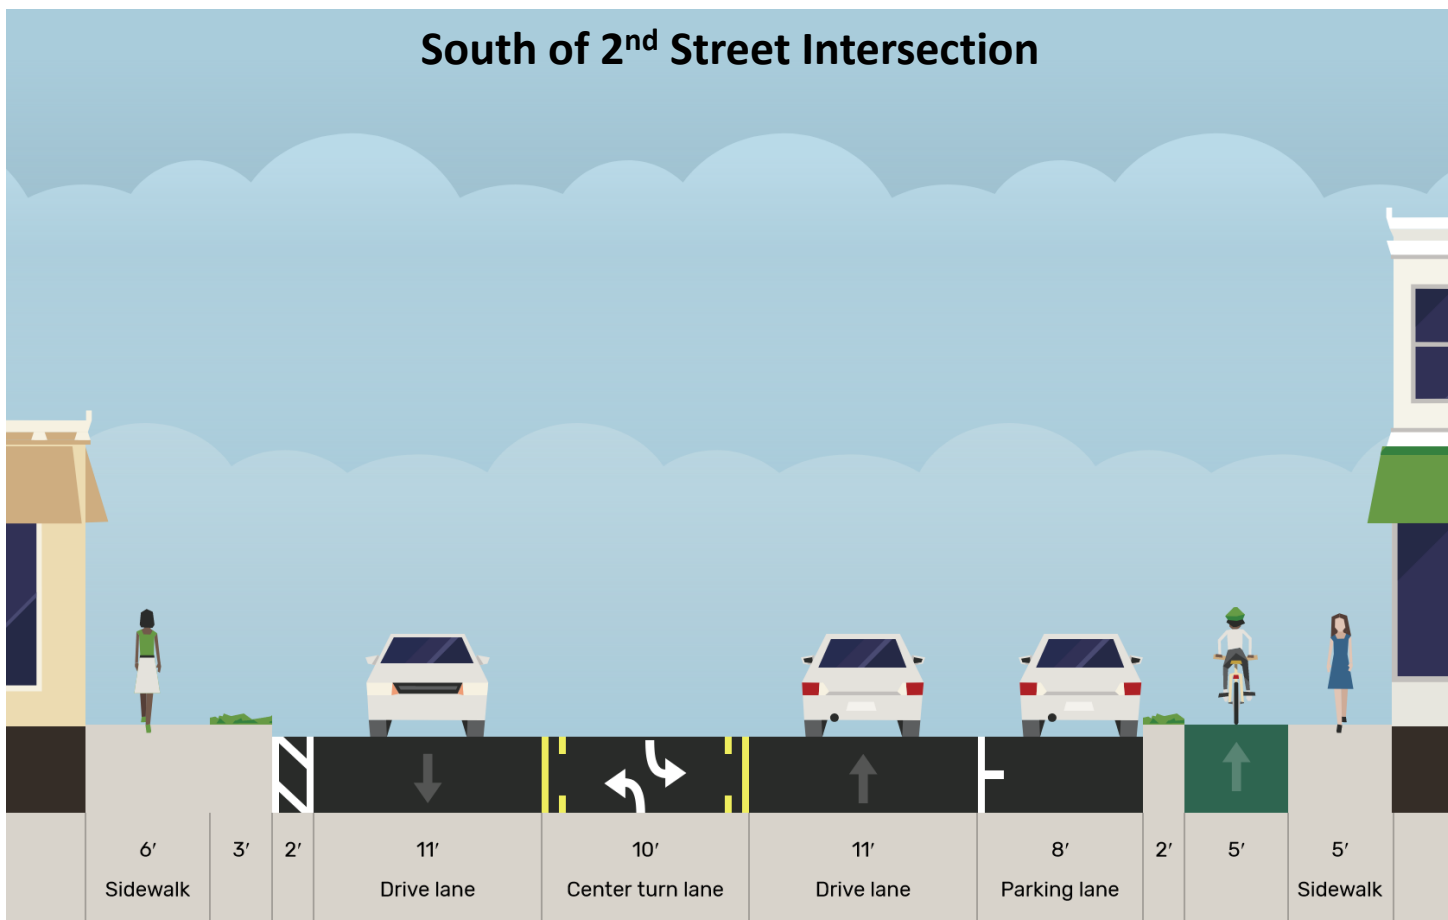 South of 2nd Street Intersection
6′ 3′ 2′ 11′ 10′ 11′ 8′ 2′ 5′ 5′
Sidewalk Drive lane Center turn lane Drive lane Parking lane Sidewalk